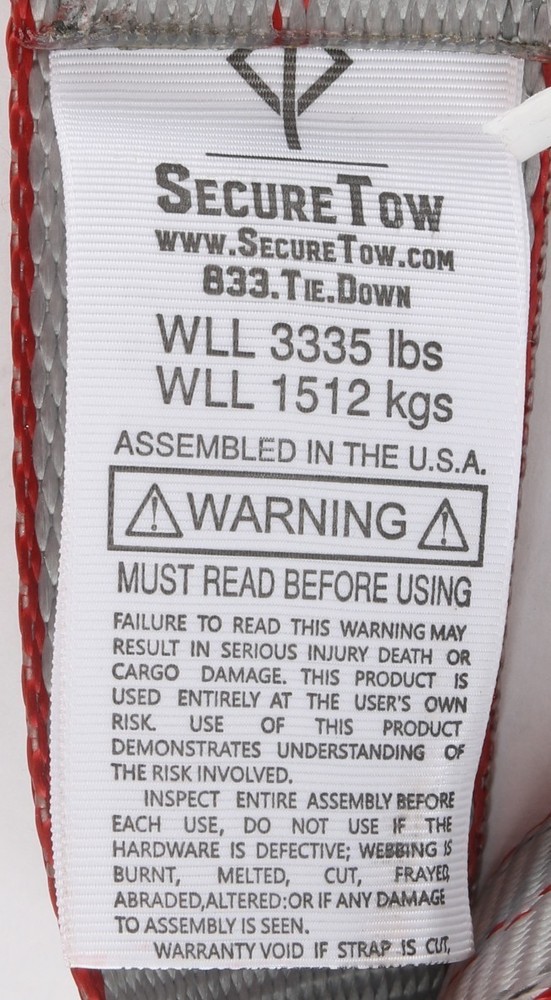 SECURETOW
WWW.SECURETOW.COM
833.TIE.DOWN
WLL 3335 lbs
WLL 1512 kgs
ASSEMBLED IN THE U.S.A.
WARNING
MUST READ BEFORE USING
FAILURE TO READ THIS WARNING MAY
RESULT IN SERIOUS INJURY DEATH OR
CARGO DAMAGE. THIS PRODUCT IS
USED ENTIRELY AT THE USER'S OWN
RISK. USE OF THIS PRODUCT
DEMONSTRATES UNDERSTANDING OF
THE RISK INVOLVED.
INSPECT ENTIRE ASSEMBLY BEFORE
EACH USE, DO NOT USE IF THE
HARDWARE IS DEFECTIVE; WEBBING IS
BURNT, MELTED, CUT, FRAYED,
ABRADED,ALTERED:OR IF ANY DAMAGE
TO ASSEMBLY IS SEEN.
WARRANTY VOID IF STRAP IS CUT,